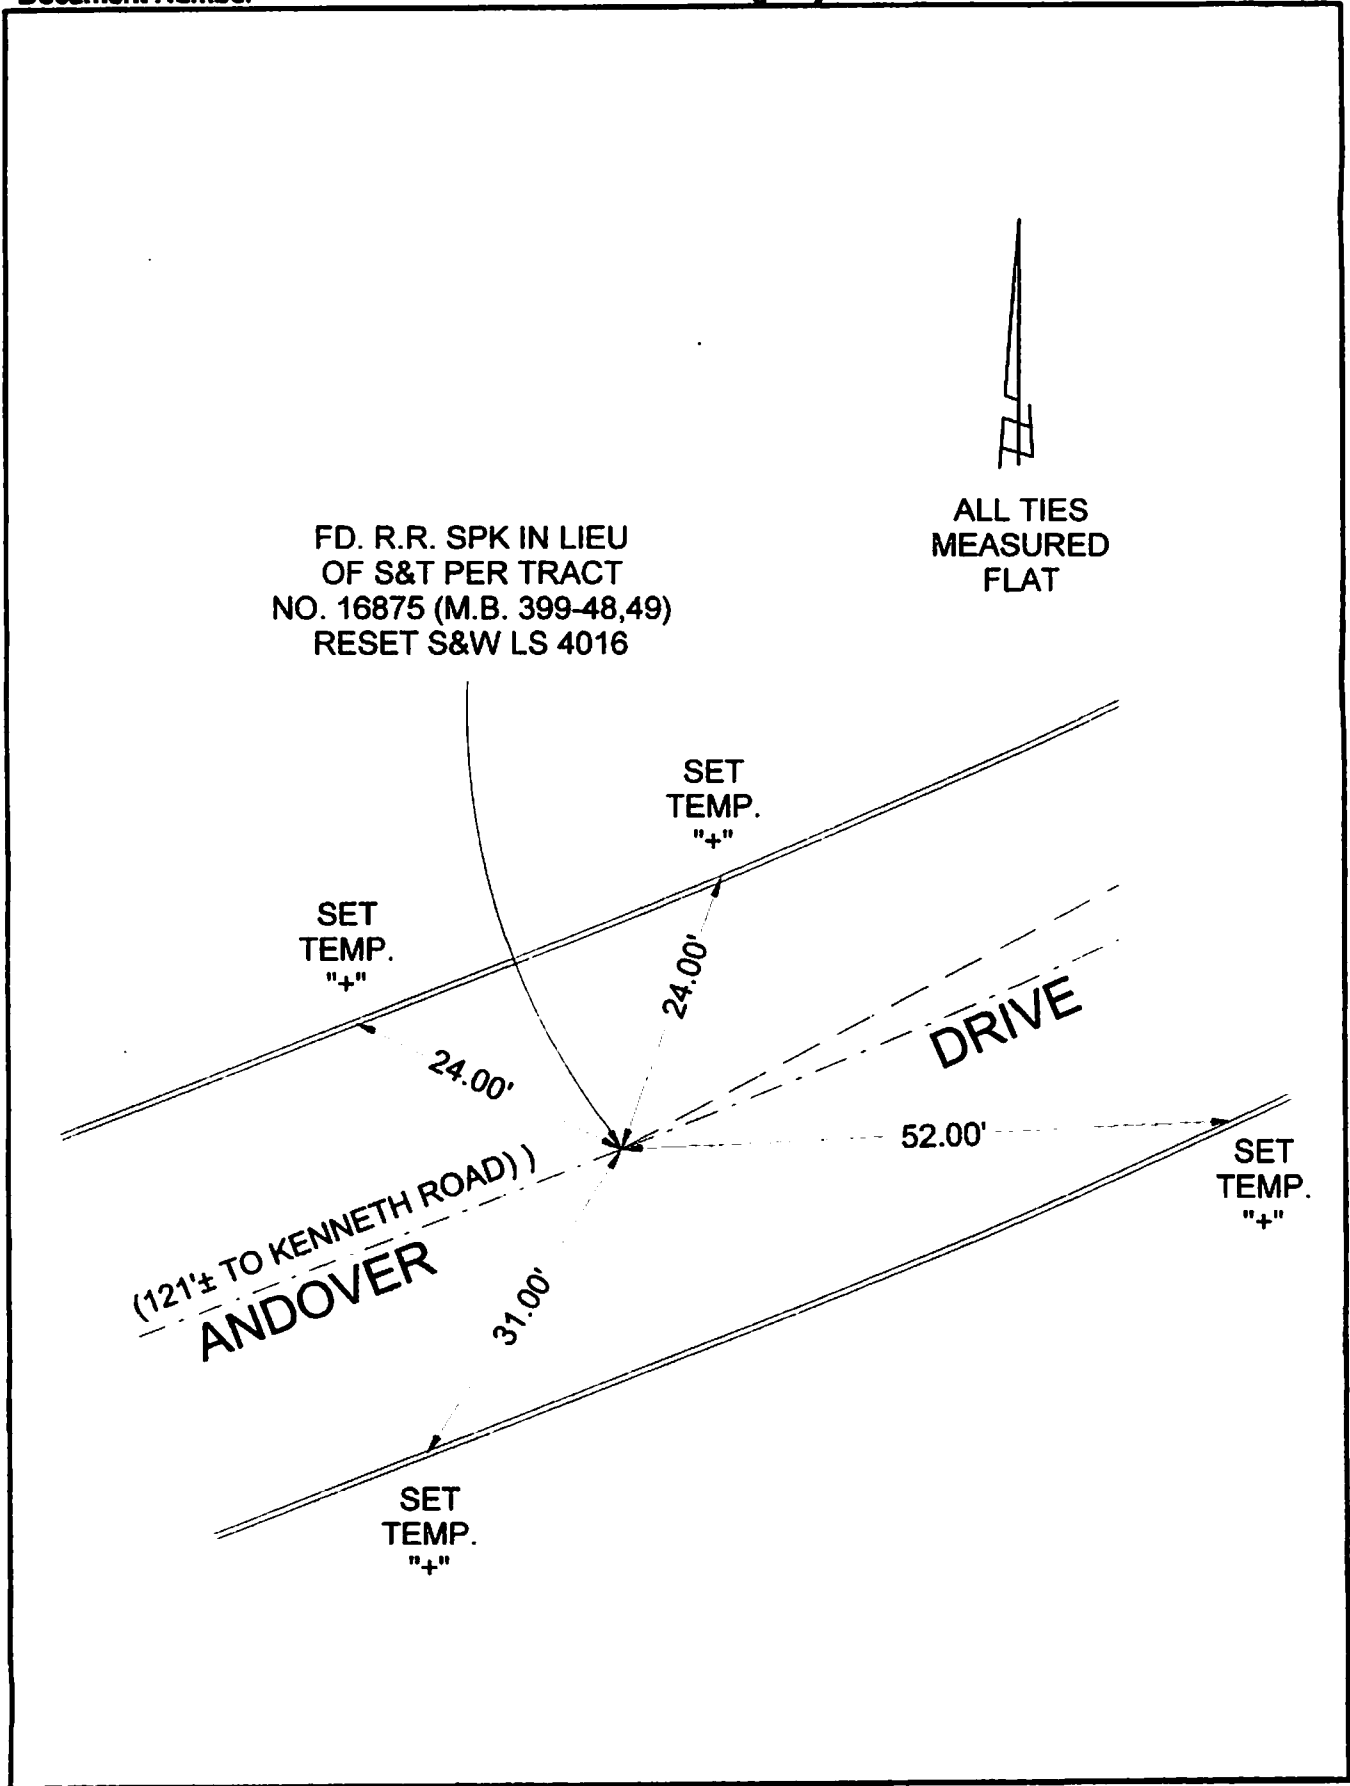 ALL TIES
MEASURED
FLAT
FD. R.R. SPK IN LIEU
OF S&T PER TRACT
NO. 16875 (M.B. 399-48,49)
RESET S&W LS 4016
SET
TEMP.
"+"
SET
TEMP.
"+"
24.00'
24.00'
DRIVE
52.00'
SET
TEMP.
"+"
(121'± TO KENNETH ROAD) )
ANDOVER
31.00'
SET
TEMP.
"+"